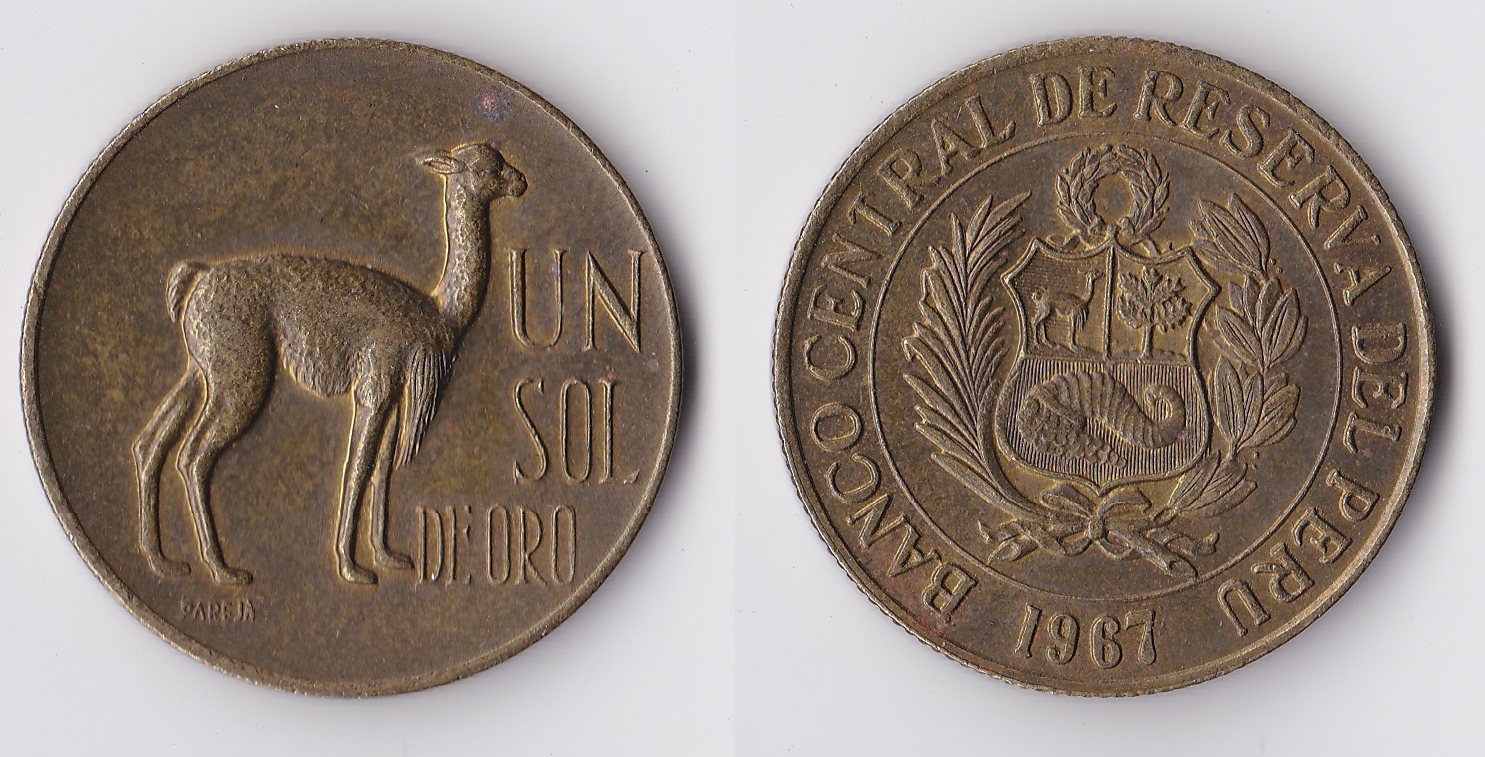 UN
SOL
DE ORO
PAREJA
BANCO CENTRAL DE RESERVA DEL PERU
1967